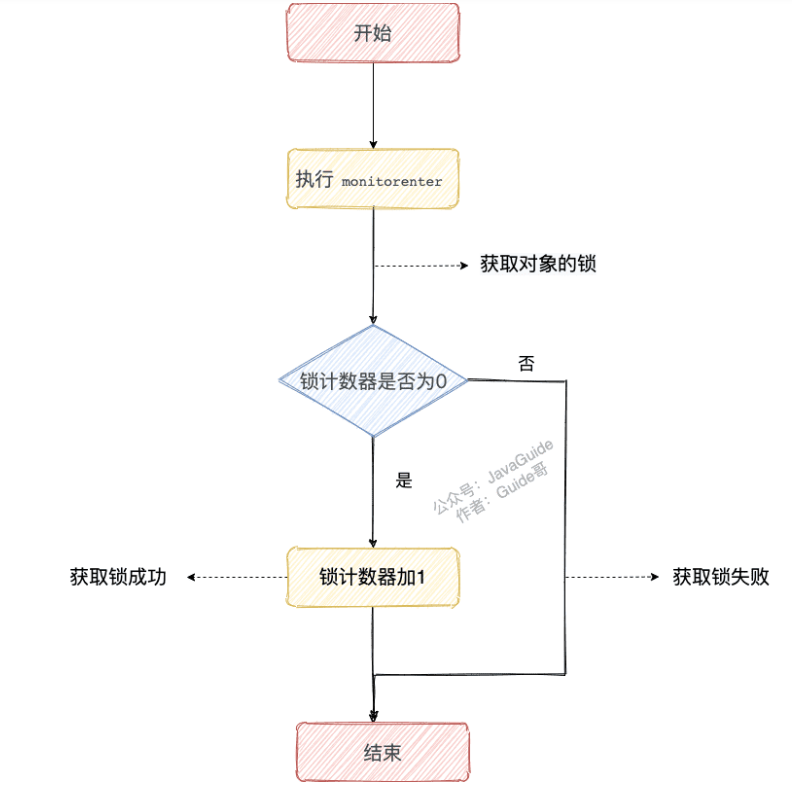 开始
执行 monitorenter
获取对象的锁
锁计数器是否为0
否
是
公众号：JavaGuide
作者：Guide哥
获取锁成功
锁计数器加1
获取锁失败
结束